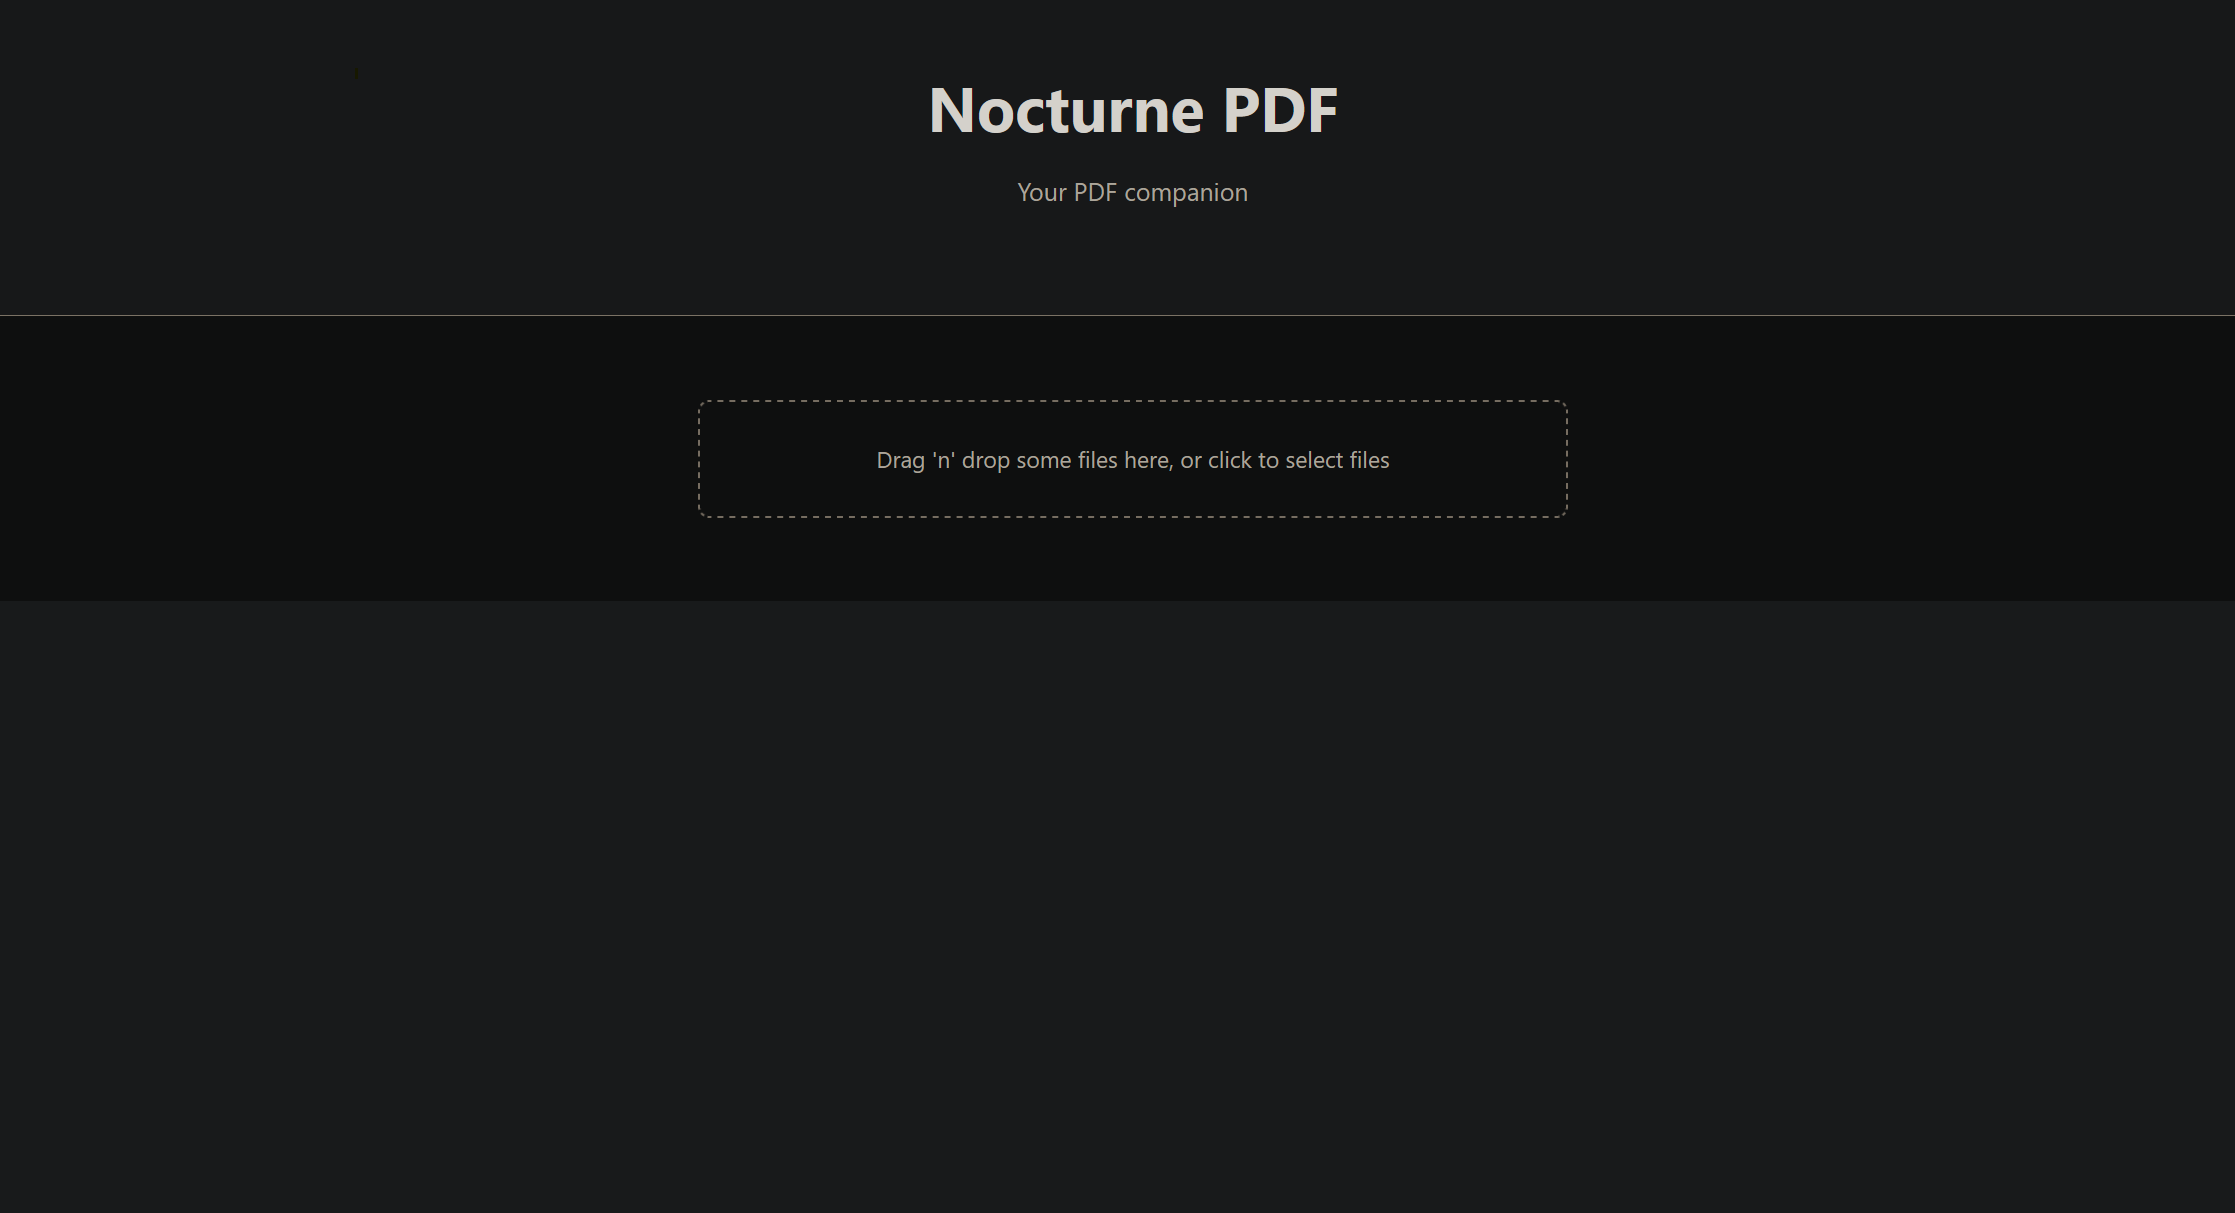 Nocturne PDF
Your PDF companion
Drag 'n' drop some files here, or click to select files